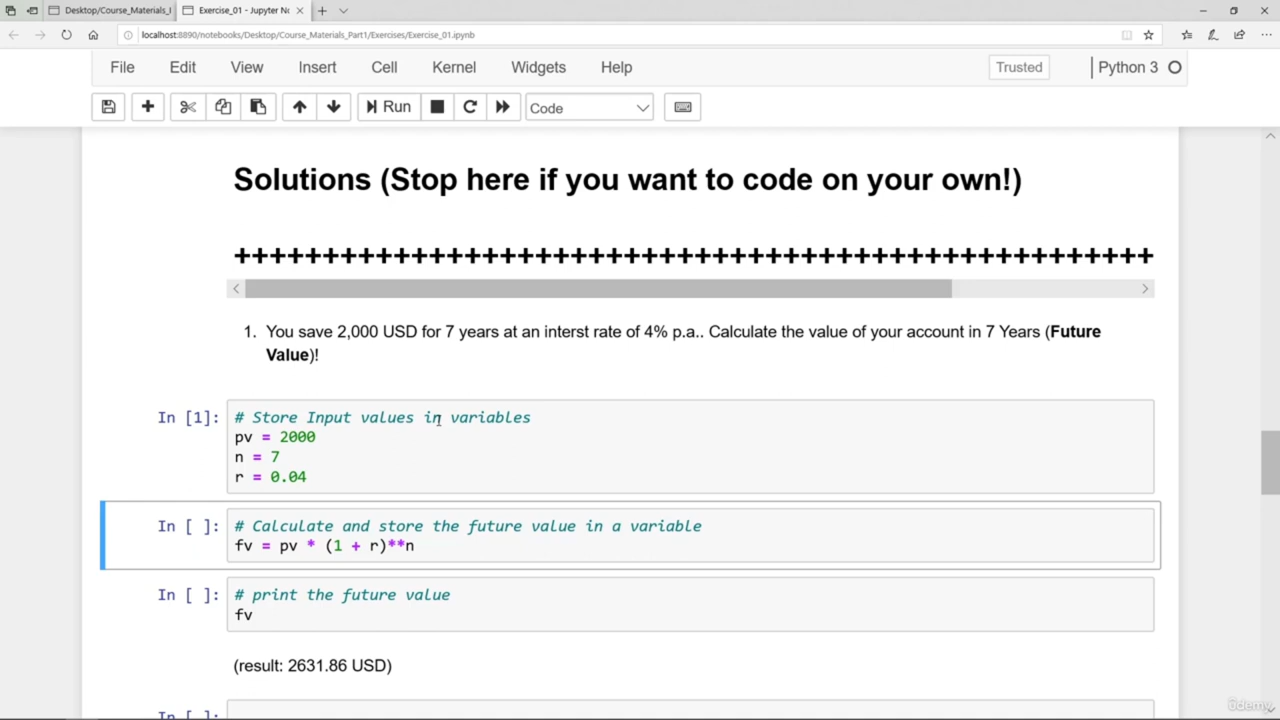 Desktop/Course_Materials_I
Exercise_01 - Jupyter No
localhost:8890/notebooks/Desktop/Course_Materials_Part1/Exercises/Exercise_01.ipynb
File Edit View Insert Cell Kernel Widgets Help Trusted Python 3
Run Code
Solutions (Stop here if you want to code on your own!)
+++++++++++++++++++++++++++++++++++++++++++++++++++
1. You save 2,000 USD for 7 years at an interst rate of 4% p.a.. Calculate the value of your account in 7 Years (Future
Value)!
In [1]: # Store Input values in variables
pv = 2000
n = 7
r = 0.04
In [ ]: # Calculate and store the future value in a variable
fv = pv * (1 + r)**n
In [ ]: # print the future value
fv
(result: 2631.86 USD)
In [ ]:
Udemy